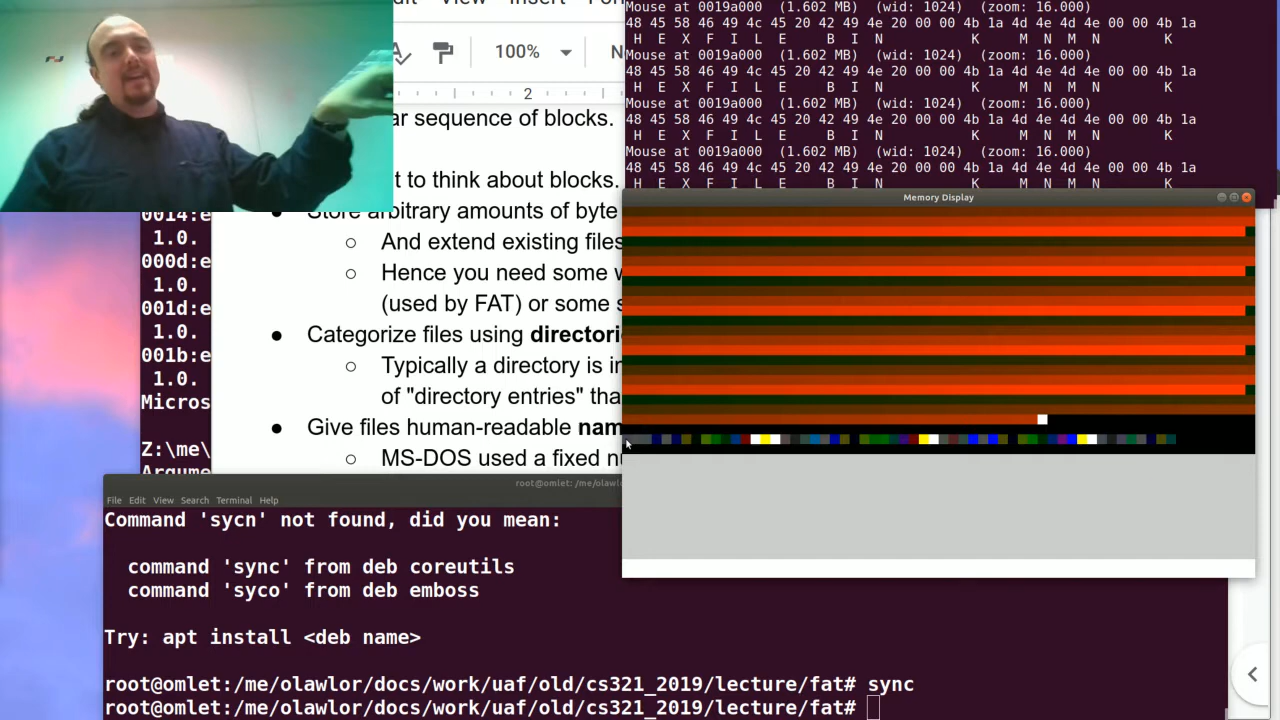 dit View Insert For
100%
2
ar sequence of blocks.
t to think about blocks.
Store arbitrary amounts of byte
And extend existing files
Hence you need some w
(used by FAT) or some s
Categorize files using directori
Typically a directory is i
of "directory entries" tha
Give files human-readable nam
MS-DOS used a fixed nu
Mouse at 0019a000 (1.602 MB) (wid: 1024) (zoom: 16.000)
48 45 58 46 49 4c 45 20 42 49 4e 20 00 00 4b 1a 4d 4e 4d 4e 00 00 4b 1a
H E X F I L E B I N K M N M N K
Mouse at 0019a000 (1.602 MB) (wid: 1024) (zoom: 16.000)
48 45 58 46 49 4c 45 20 42 49 4e 20 00 00 4b 1a 4d 4e 4d 4e 00 00 4b 1a
H E X F I L E B I N K M N M N K
Mouse at 0019a000 (1.602 MB) (wid: 1024) (zoom: 16.000)
48 45 58 46 49 4c 45 20 42 49 4e 20 00 00 4b 1a 4d 4e 4d 4e 00 00 4b 1a
H E X F I L E B I N K M N M N K
Mouse at 0019a000 (1.602 MB) (wid: 1024) (zoom: 16.000)
48 45 58 46 49 4c 45 20 42 49 4e 20 00 00 4b 1a 4d 4e 4d 4e 00 00 4b 1a
H E X F I L E B I N K M N M N K
Memory Display
0014:e
1.0.
000d:e
1.0.
001d:e
1.0.
001b:e
1.0.
Micros
Z:\me\
Argume
root@omlet: /me/olawlor
File Edit View Search Terminal Help
Command 'sycn' not found, did you mean:
command 'sync' from deb coreutils
command 'syco' from deb emboss
Try: apt install <deb name>
root@omlet:/me/olawlor/docs/work/uaf/old/cs321_2019/lecture/fat# sync
root@omlet:/me/olawlor/docs/work/uaf/old/cs321_2019/lecture/fat#